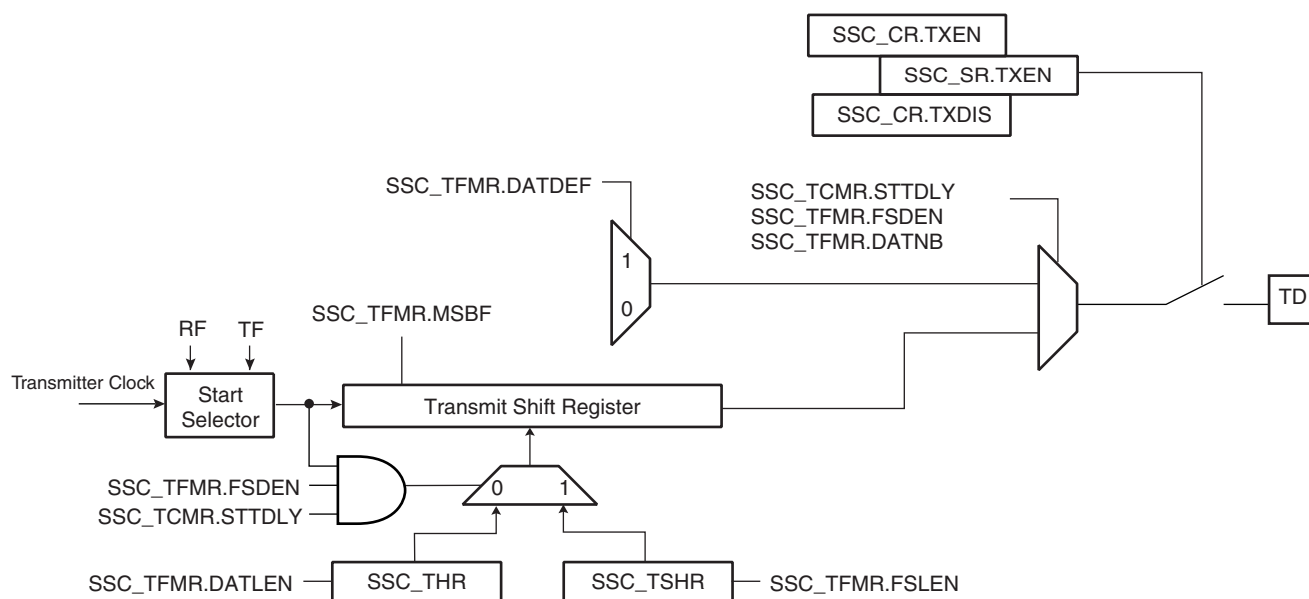 SSC_CR.TXEN
SSC_SR.TXEN
SSC_CR.TXDIS
SSC_TFMR.DATDEF
SSC_TCMR.STTDLY
SSC_TFMR.FSDEN
SSC_TFMR.DATNB
1
0
TD
SSC_TFMR.MSBF
RF
TF
Transmitter Clock
Start
Selector
Transmit Shift Register
SSC_TFMR.FSDEN
SSC_TCMR.STTDLY
0
1
SSC_TFMR.DATLEN
SSC_THR
SSC_TSHR
SSC_TFMR.FSLEN